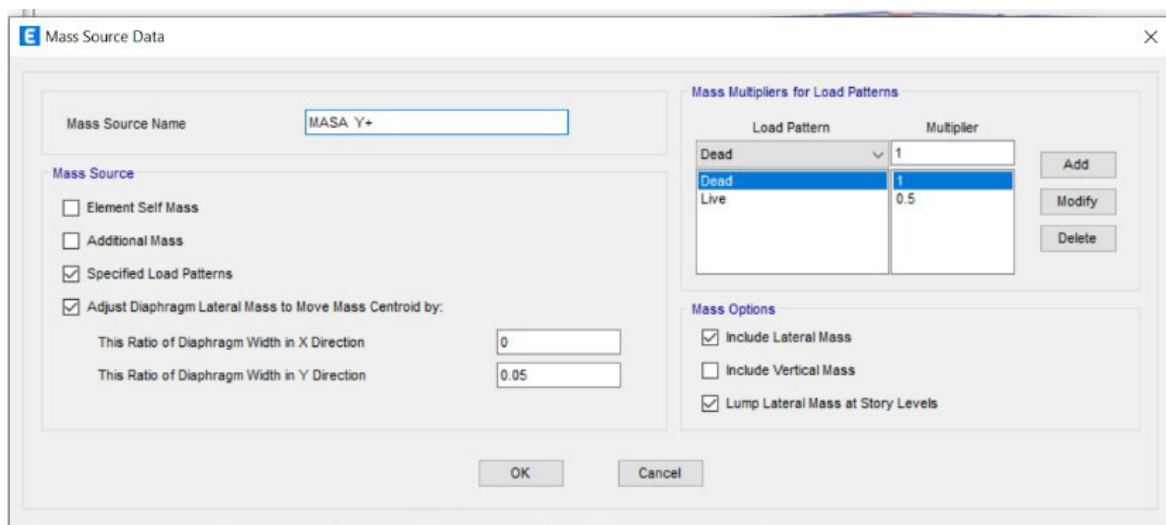 E Mass Source Data
Mass Source Name MASA Y+
Mass Source
Element Self Mass
Additional Mass
Specified Load Patterns
Adjust Diaphragm Lateral Mass to Move Mass Centroid by:
This Ratio of Diaphragm Width in X Direction 0
This Ratio of Diaphragm Width in Y Direction 0.05
Mass Multipliers for Load Patterns
Load Pattern Multiplier
Dead 1 Add
Dead 1
Live 0.5 Modify
Delete
Mass Options
Include Lateral Mass
Include Vertical Mass
Lump Lateral Mass at Story Levels
OK Cancel